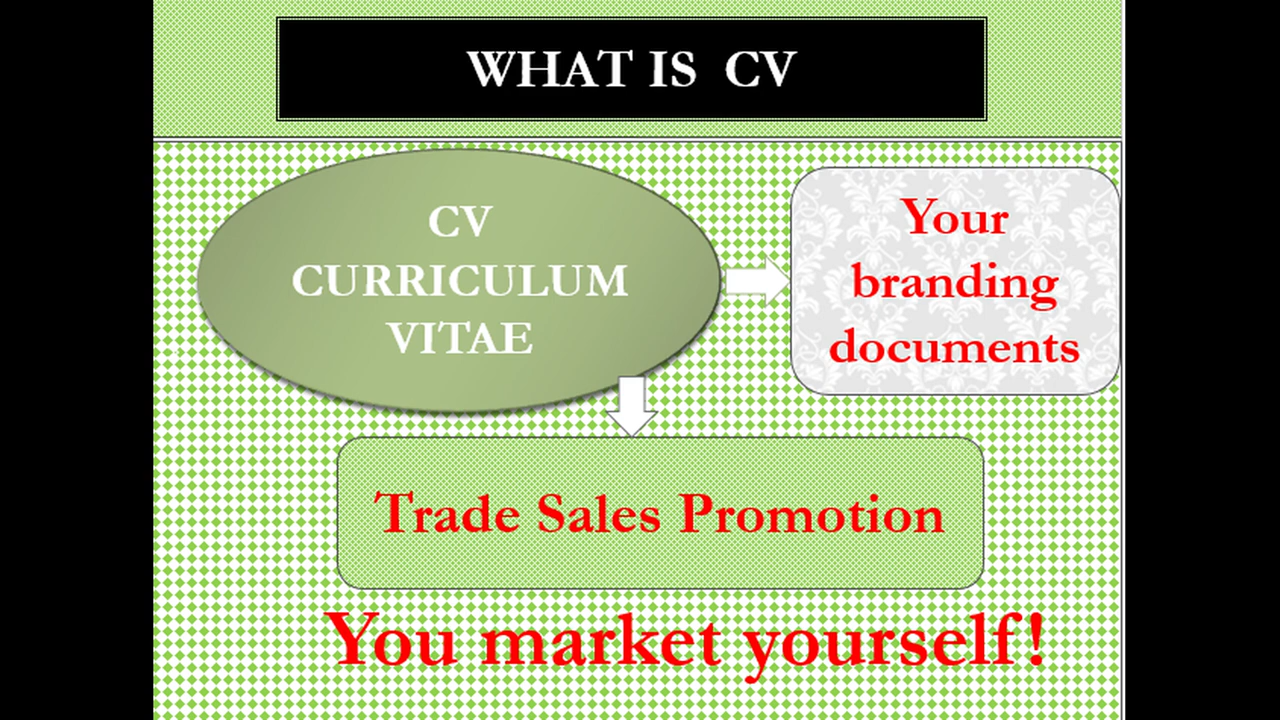 WHAT IS CV
CV
CURRICULUM
VITAE
Your
branding
documents
Trade Sales Promotion
You market yourself!